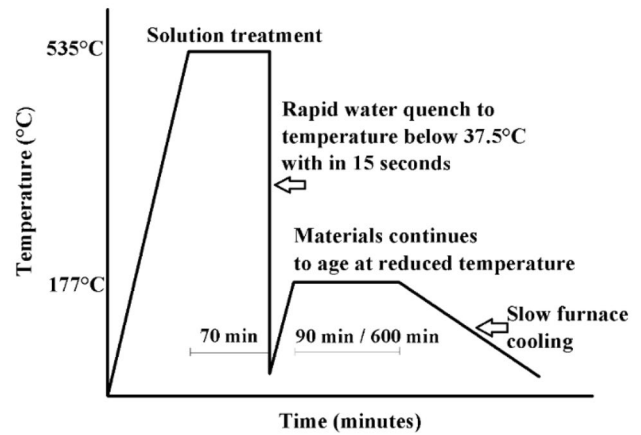 535°C
Solution treatment
Rapid water quench to
temperature below 37.5°C
with in 15 seconds
Temperature (°C)
Materials continues
to age at reduced temperature
177°C
Slow furnace
cooling
70 min
90 min / 600 min
Time (minutes)